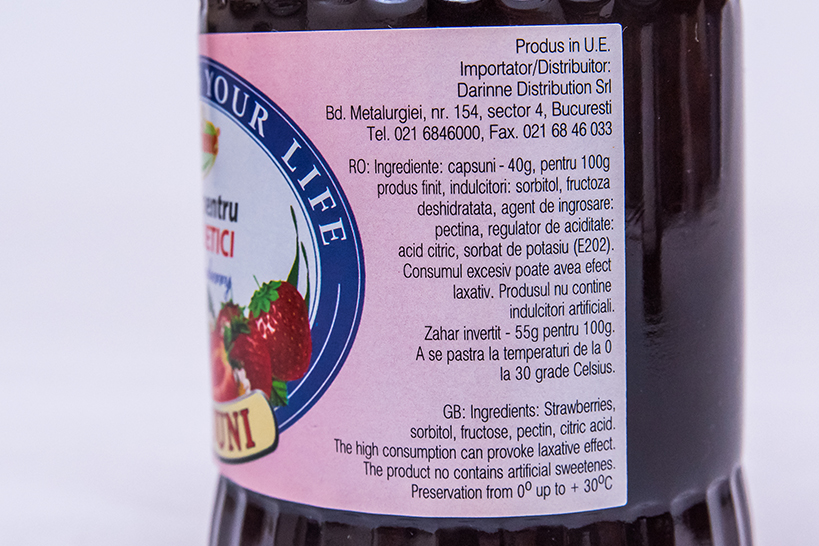 YOUR LIFE
Produs in U.E.
Importator/Distribuitor:
Darinne Distribution Srl
Bd. Metalurgiei, nr. 154, sector 4, Bucuresti
Tel. 021 6846000, Fax. 021 68 46 033
RO: Ingrediente: capsuni - 40g, pentru 100g
produs finit, indulcitori: sorbitol, fructoza
deshidratata, agent de ingrosare:
pectina, regulator de aciditate:
acid citric, sorbat de potasiu (E202).
Consumul excesiv poate avea efect
laxativ. Produsul nu contine
indulcitori artificiali.
Zahar invertit - 55g pentru 100g.
A se pastra la temperaturi de la 0
la 30 grade Celsius.
GB: Ingredients: Strawberries,
sorbitol, fructose, pectin, citric acid.
The high consumption can provoke laxative effect.
The product no contains artificial sweetenes.
Preservation from 0º up to + 30ºC
entru
ETICI
UNI